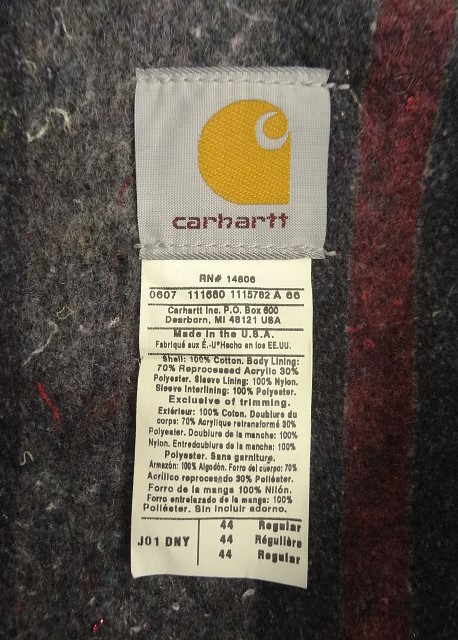 carhartt
RN# 14806
0607 111680 1115762 A 66
Carhartt Inc. P.O. Box 600
Dearborn, MI 48121 USA
Made in the U.S.A.
Fabriqué aux É.-U•Hecho en los EE.UU.
Shell: 100% Cotton. Body Lining:
70% Reprocessed Acrylic 30%
Polyester. Sleeve Lining: 100% Nylon.
Sleeve Interlining: 100% Polyester.
Exclusive of trimming.
Extérieur: 100% Coton. Doublure du
corps: 70% Acrylique retransformé 30%
Polyester. Doublure de la manche: 100%
Nylon. Entredoublure de la manche: 100%
Polyester. Sans garniture.
Armazón: 100% Algodón. Forro del cuerpo: 70%
Acrílico reprocesado 30% Poliéster.
Forro de la manga 100% Nilón.
Forro entrelazado de la manga: 100%
Poliéster. Sin incluir adorno.
J01 DNY
44 Regular
44 Régulière
44 Regular